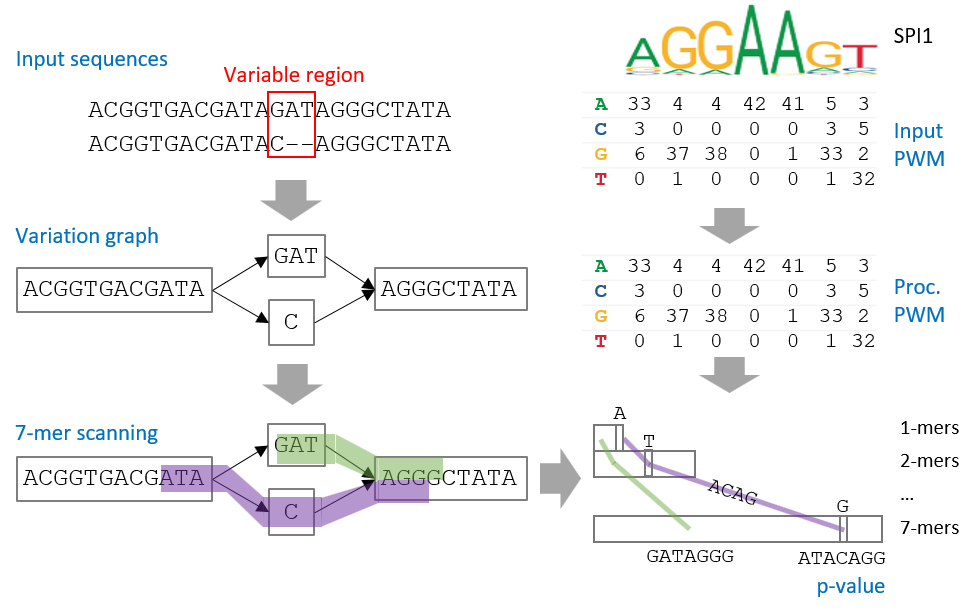 Input sequences
Variable region
ACGGTGACGATAGATAGGGCTATA
ACGGTGACGATAC--AGGGCTATA
Variation graph
GAT
ACGGTGACGATA
AGGGCTATA
C
7-mer scanning
GAT
ACGGTGACGATA
AGGGCTATA
C
AGGAAGT
SPI1
A 33 4 4 42 41 5 3
C 3 0 0 0 0 3 5
G 6 37 38 0 1 33 2
T 0 1 0 0 0 1 32
Input
PWM
A 33 4 4 42 41 5 3
C 3 0 0 0 0 3 5
G 6 37 38 0 1 33 2
T 0 1 0 0 0 1 32
Proc.
PWM
A
1-mers
T
2-mers
ACAG
...
G
7-mers
GATAGGG
ATACAGG
p-value